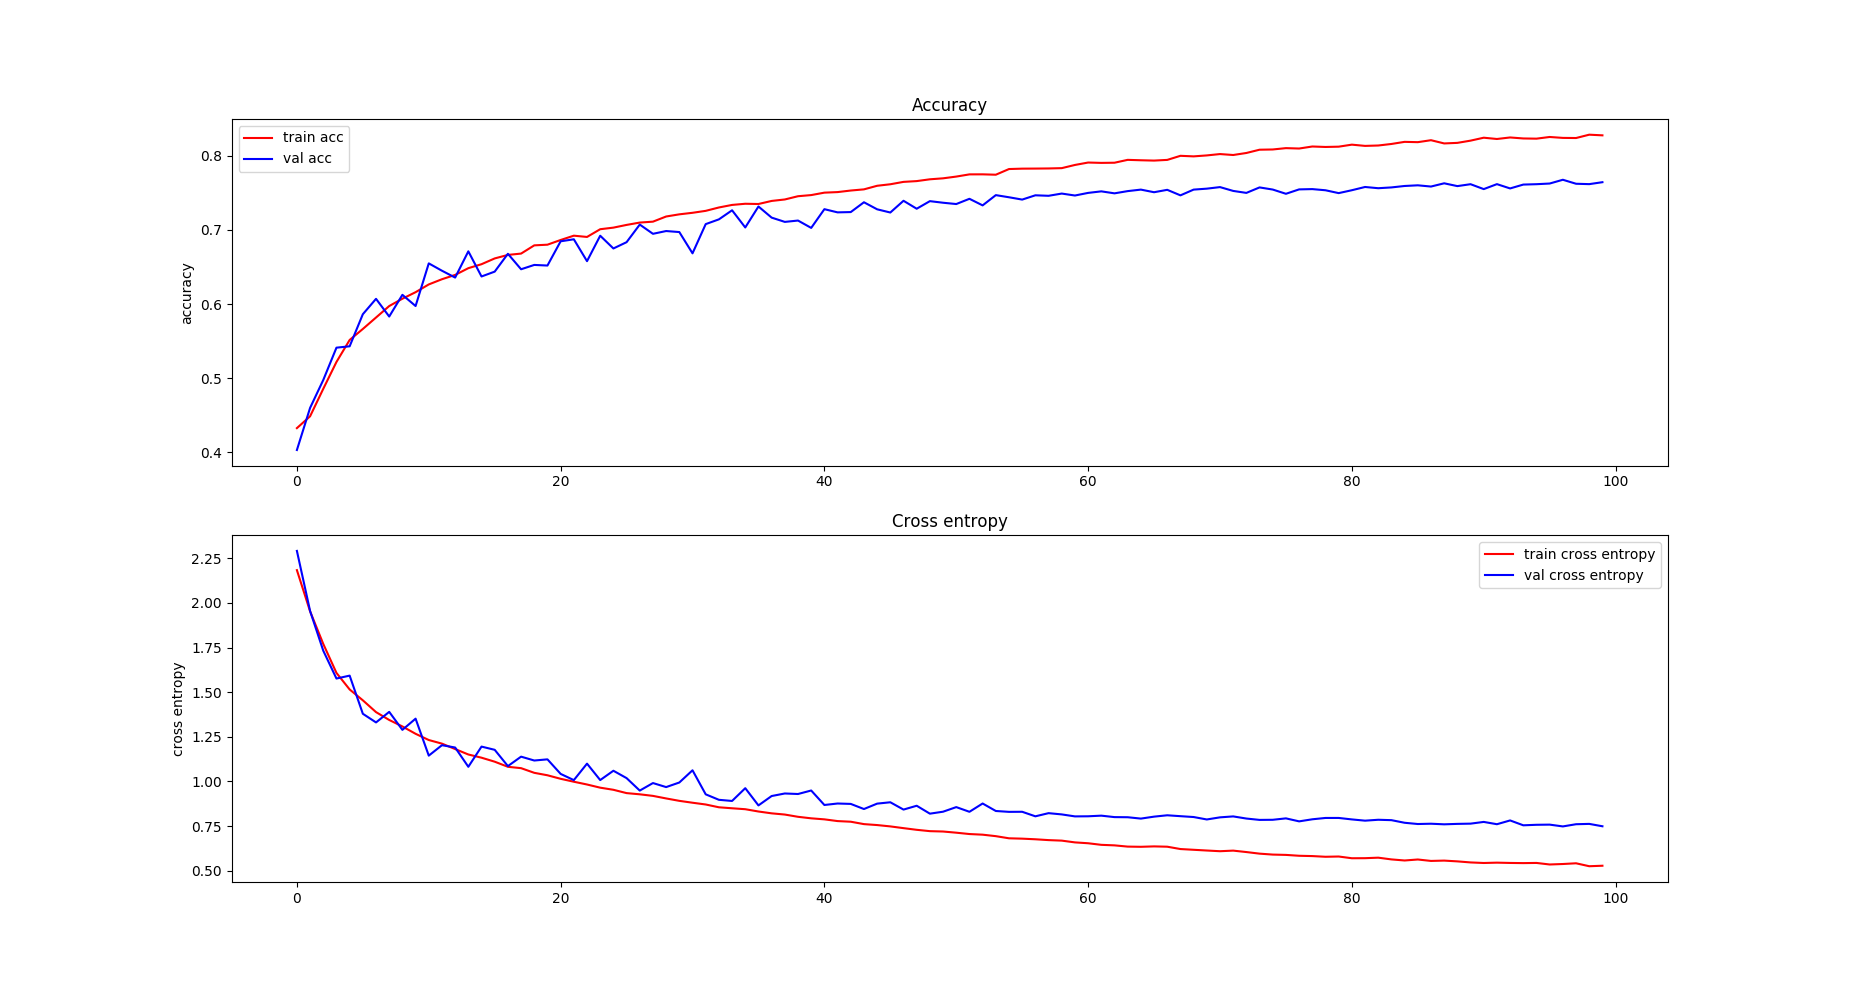 Accuracy
train acc
val acc
accuracy
0.8
0.7
0.6
0.5
0.4
0 20 40 60 80 100
Cross entropy
train cross entropy
val cross entropy
cross entropy
2.25
2.00
1.75
1.50
1.25
1.00
0.75
0.50
0 20 40 60 80 100